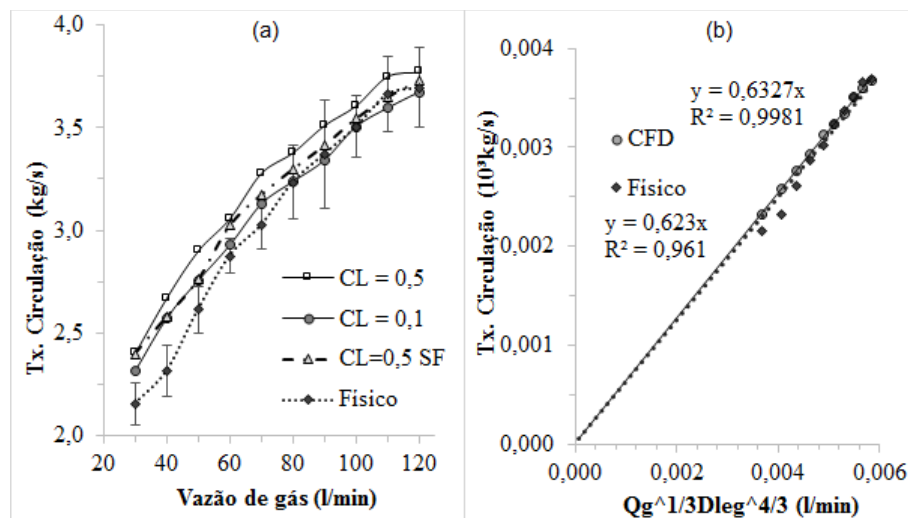 (a)
4,0
3,5
3,0
2,5
2,0
Tx. Circulação (kg/s)
CL = 0,5
CL = 0,1
CL=0,5 SF
Físico
20 40 60 80 100 120
Vazão de gás (l/min)
(b)
0,004
0,003
0,002
0,001
0,000
Tx. Circulação (10³kg/s)
y = 0,6327x
R² = 0,9981
CFD
Físico
y = 0,623x
R² = 0,961
0,000 0,002 0,004 0,006
Qg^1/3Dleg^4/3 (l/min)